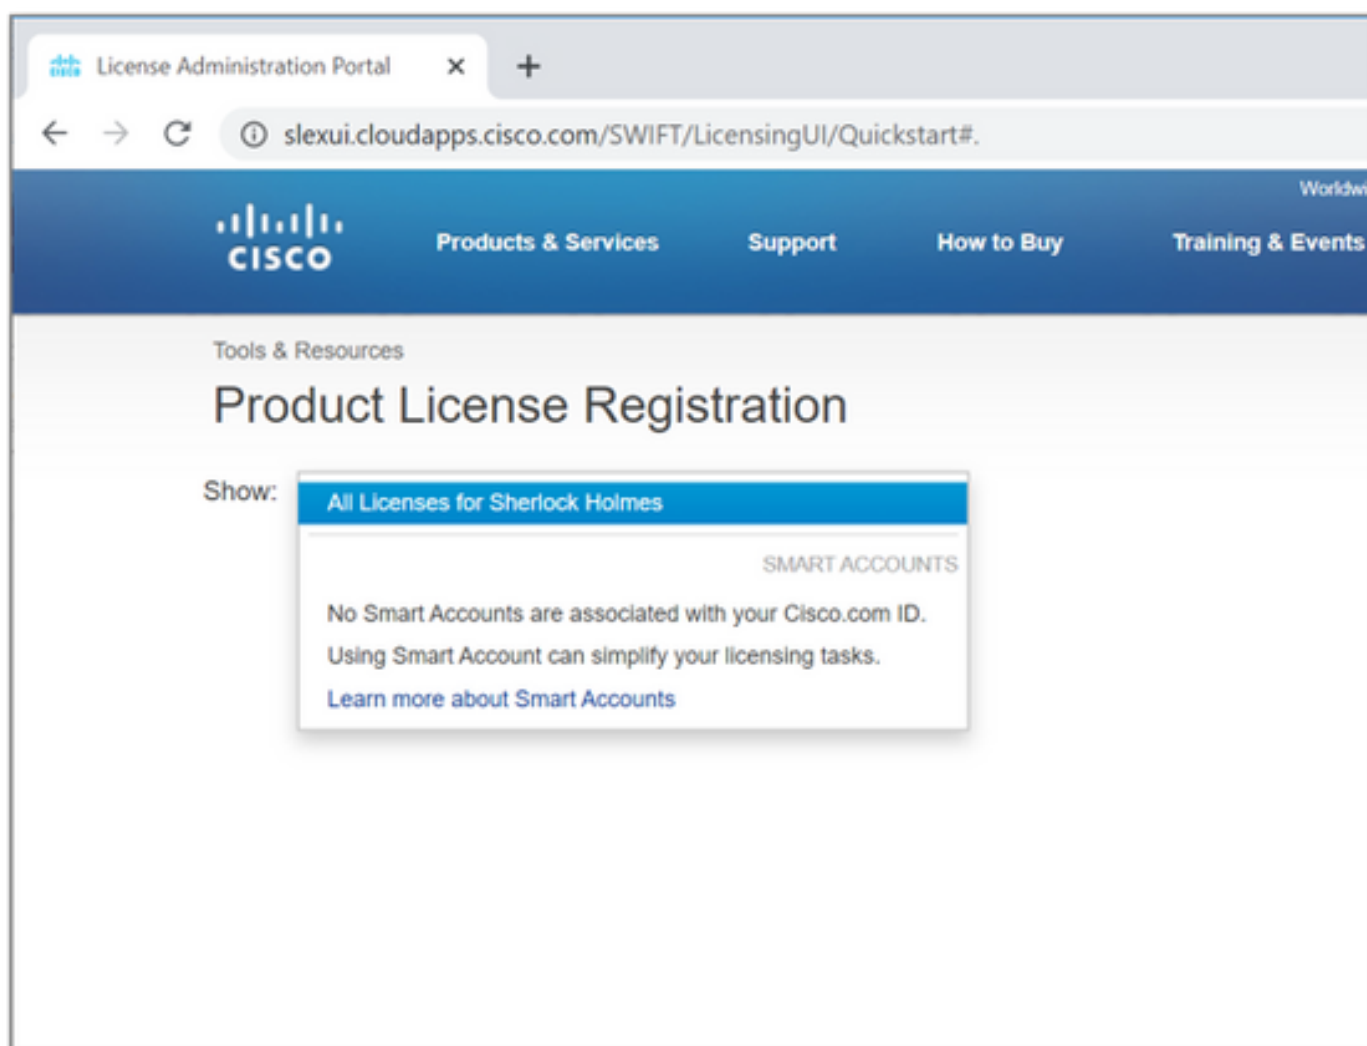 License Administration Portal
slexui.cloudapps.cisco.com/SWIFT/LicensingUI/Quickstart#.
CISCO
Products & Services
Support
How to Buy
Training & Events
Tools & Resources
Product License Registration
Show:
All Licenses for Sherlock Holmes
SMART ACCOUNTS
No Smart Accounts are associated with your Cisco.com ID.
Using Smart Account can simplify your licensing tasks.
Learn more about Smart Accounts